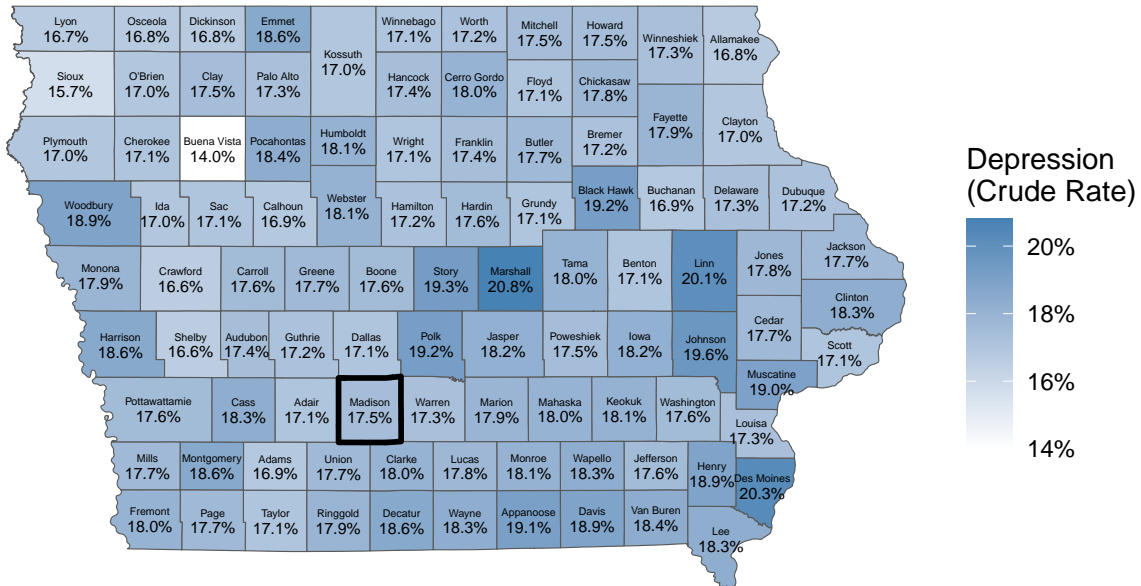 Lyon
16.7%
Osceola
16.8%
Dickinson
16.8%
Emmet
18.6%
Kossuth
17.0%
Winnebago
17.1%
Worth
17.2%
Mitchell
17.5%
Howard
17.5%
Winneshiek
17.3%
Allamakee
16.8%
Sioux
15.7%
O'Brien
17.0%
Clay
17.5%
Palo Alto
17.3%
Hancock
17.4%
Cerro Gordo
18.0%
Floyd
17.1%
Chickasaw
17.8%
Fayette
17.9%
Clayton
17.0%
Plymouth
17.0%
Cherokee
17.1%
Buena Vista
14.0%
Pocahontas
18.4%
Humboldt
18.1%
Wright
17.1%
Franklin
17.4%
Butler
17.7%
Bremer
17.2%
Woodbury
18.9%
Ida
17.0%
Sac
17.1%
Calhoun
16.9%
Webster
18.1%
Hamilton
17.2%
Hardin
17.6%
Grundy
17.1%
Black Hawk
19.2%
Buchanan
16.9%
Delaware
17.3%
Dubuque
17.2%
Monona
17.9%
Crawford
16.6%
Carroll
17.6%
Greene
17.7%
Boone
17.6%
Story
19.3%
Marshall
20.8%
Tama
18.0%
Benton
17.1%
Linn
20.1%
Jones
17.8%
Jackson
17.7%
Clinton
18.3%
Harrison
18.6%
Shelby
16.6%
Audubon
17.4%
Guthrie
17.2%
Dallas
17.1%
Polk
19.2%
Jasper
18.2%
Poweshiek
17.5%
Iowa
18.2%
Johnson
19.6%
Cedar
17.7%
Scott
17.1%
Muscatine
19.0%
Pottawattamie
17.6%
Cass
18.3%
Adair
17.1%
Madison
17.5%
Warren
17.3%
Marion
17.9%
Mahaska
18.0%
Keokuk
18.1%
Washington
17.6%
Louisa
17.3%
Mills
17.7%
Montgomery
18.6%
Adams
16.9%
Union
17.7%
Clarke
18.0%
Lucas
17.8%
Monroe
18.1%
Wapello
18.3%
Jefferson
17.6%
Henry
18.9%
Des Moines
20.3%
Fremont
18.0%
Page
17.7%
Taylor
17.1%
Ringgold
17.9%
Decatur
18.6%
Wayne
18.3%
Appanoose
19.1%
Davis
18.9%
Van Buren
18.4%
Lee
18.3%
Depression
(Crude Rate)
20%
18%
16%
14%